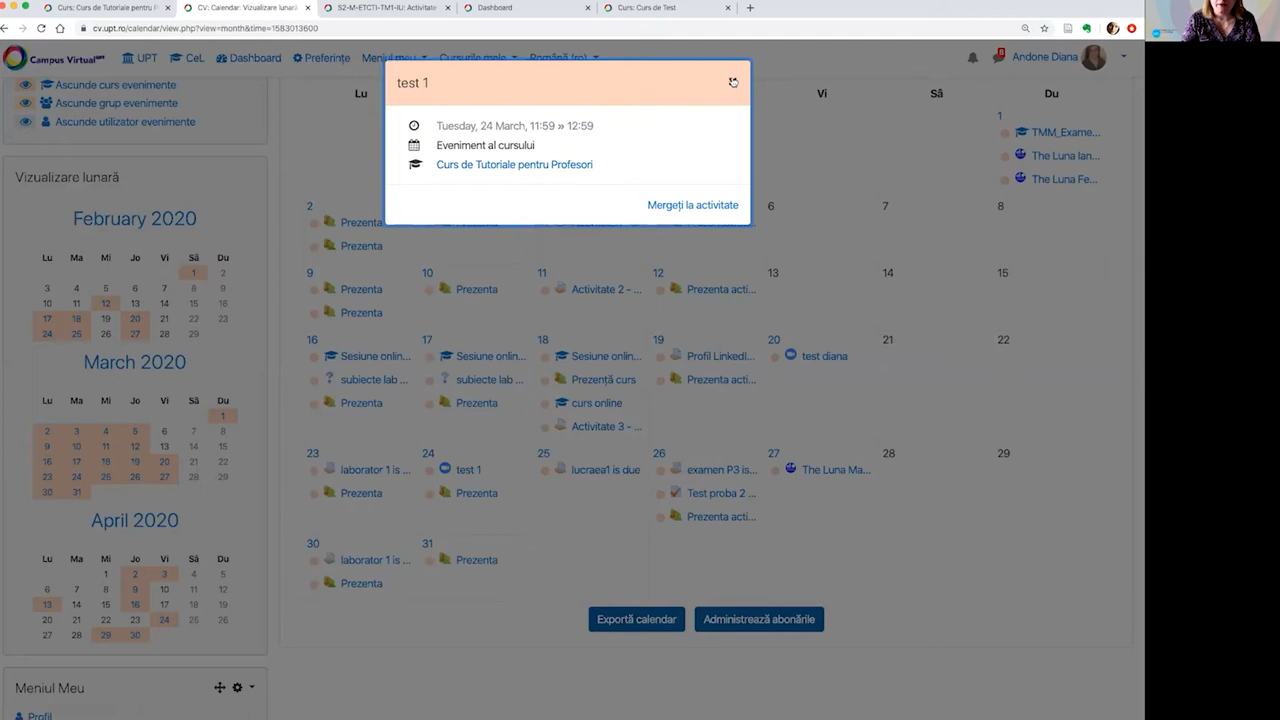 Curs: Curs de Tutoriale pentru P
CV: Calendar: Vizualizare lunară
S2-M-ETCTI-TM1-IU: Activitate
Dashboard
Curs: Curs de Test
cv.upt.ro/calendar/view.php?view=month&time=1583013600
Campus Virtual UPT
UPT
CeL
Dashboard
Preferințe
Meniul meu
Cursurile mele
Română (ro)
Andone Diana
Ascunde curs evenimente
Ascunde grup evenimente
Ascunde utilizator evenimente
Vizualizare lunară
February 2020
Lu Ma Mi Jo Vi Sâ Du
1 2
3 4 5 6 7 8 9
10 11 12 13 14 15 16
17 18 19 20 21 22 23
24 25 26 27 28 29
March 2020
Lu Ma Mi Jo Vi Sâ Du
1
2 3 4 5 6 7 8
9 10 11 12 13 14 15
16 17 18 19 20 21 22
23 24 25 26 27 28 29
30 31
April 2020
Lu Ma Mi Jo Vi Sâ Du
1 2 3 4 5
6 7 8 9 10 11 12
13 14 15 16 17 18 19
20 21 22 23 24 25 26
27 28 29 30
Meniul Meu
Profil
test 1
Tuesday, 24 March, 11:59 » 12:59
Eveniment al cursului
Curs de Tutoriale pentru Profesori
Mergeți la activitate
Lu Vi Sâ Du
1
TMM_Exame...
The Luna Ian...
The Luna Fe...
2 6 7 8
Prezenta
Prezenta
9 10 11 12 13 14 15
Prezenta Prezenta Activitate 2 - ... Prezenta acti...
Prezenta
16 17 18 19 20 21 22
Sesiune onlin... Sesiune onlin... Sesiune onlin... Profil LinkedI... test diana
subiecte lab ... subiecte lab ... Prezență curs Prezenta acti...
Prezenta Prezenta curs online
Activitate 3 - ...
23 24 25 26 27 28 29
laborator 1 is ... test 1 lucraea1 is due examen P3 is... The Luna Ma...
Prezenta Prezenta Test proba 2 ...
Prezenta acti...
30 31
laborator 1 is ... Prezenta
Prezenta
Exportă calendar
Administrează abonările